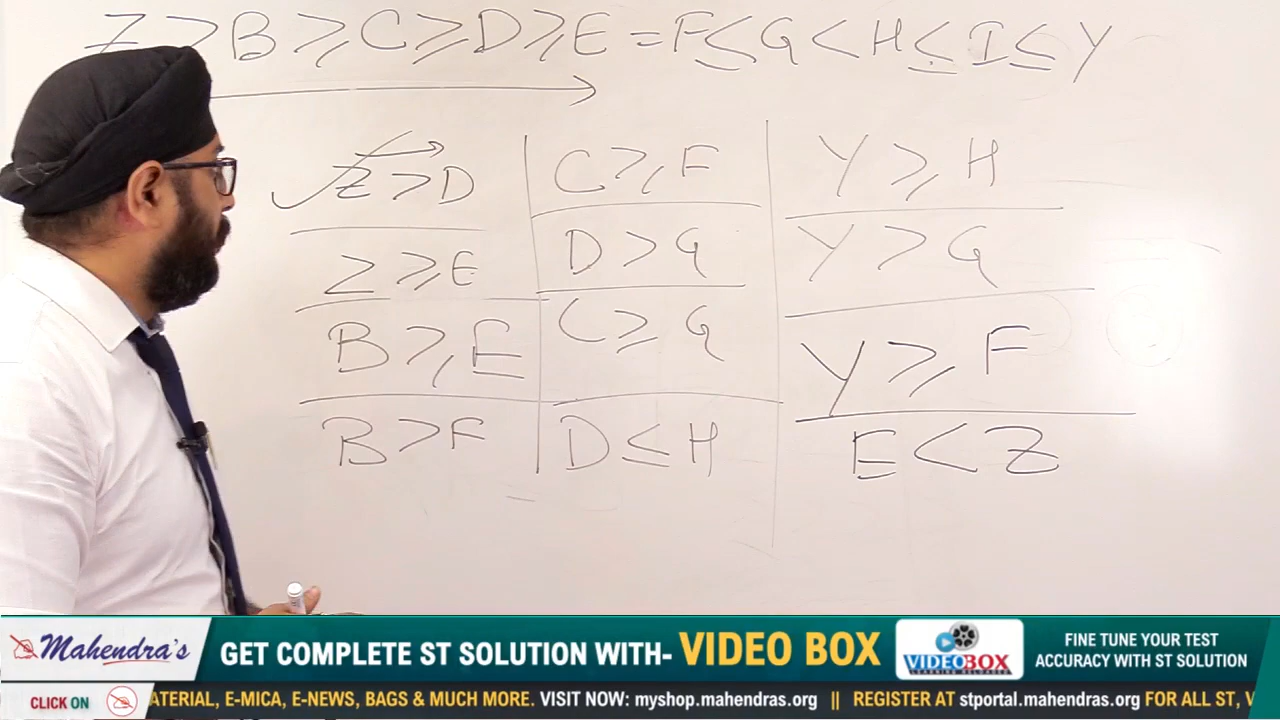 Z > B ⩾ C ⩾ D ⩾ E = F ≤ G < H ≤ I ≤ Y
Z > D
Z ⩾ E
B ⩾ E
B > F
C ⩾ F
D > G
C ⩾ G
D ≤ H
Y ⩾ H
Y > G
Y ⩾ F
E < Z
Mahendra's
GET COMPLETE ST SOLUTION WITH- VIDEO BOX
VIDEOBOX
LEARNING RELOADED
FINE TUNE YOUR TEST
ACCURACY WITH ST SOLUTION
CLICK ON
ATERIAL, E-MICA, E-NEWS, BAGS & MUCH MORE. VISIT NOW: myshop.mahendras.org || REGISTER AT stportal.mahendras.org FOR ALL ST, V